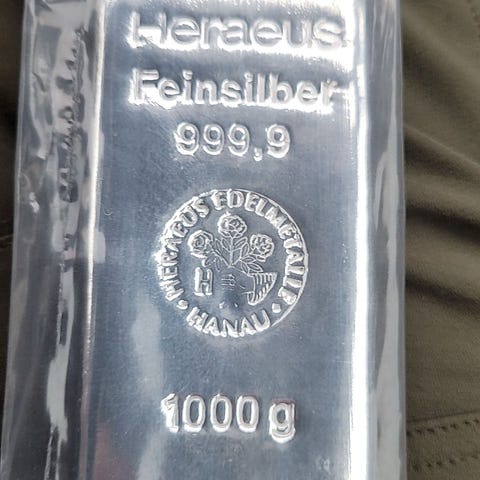 Heraeus
Feinsilber
999,9
HERAEUS EDELMETALLE
H
HANAU
1000 g